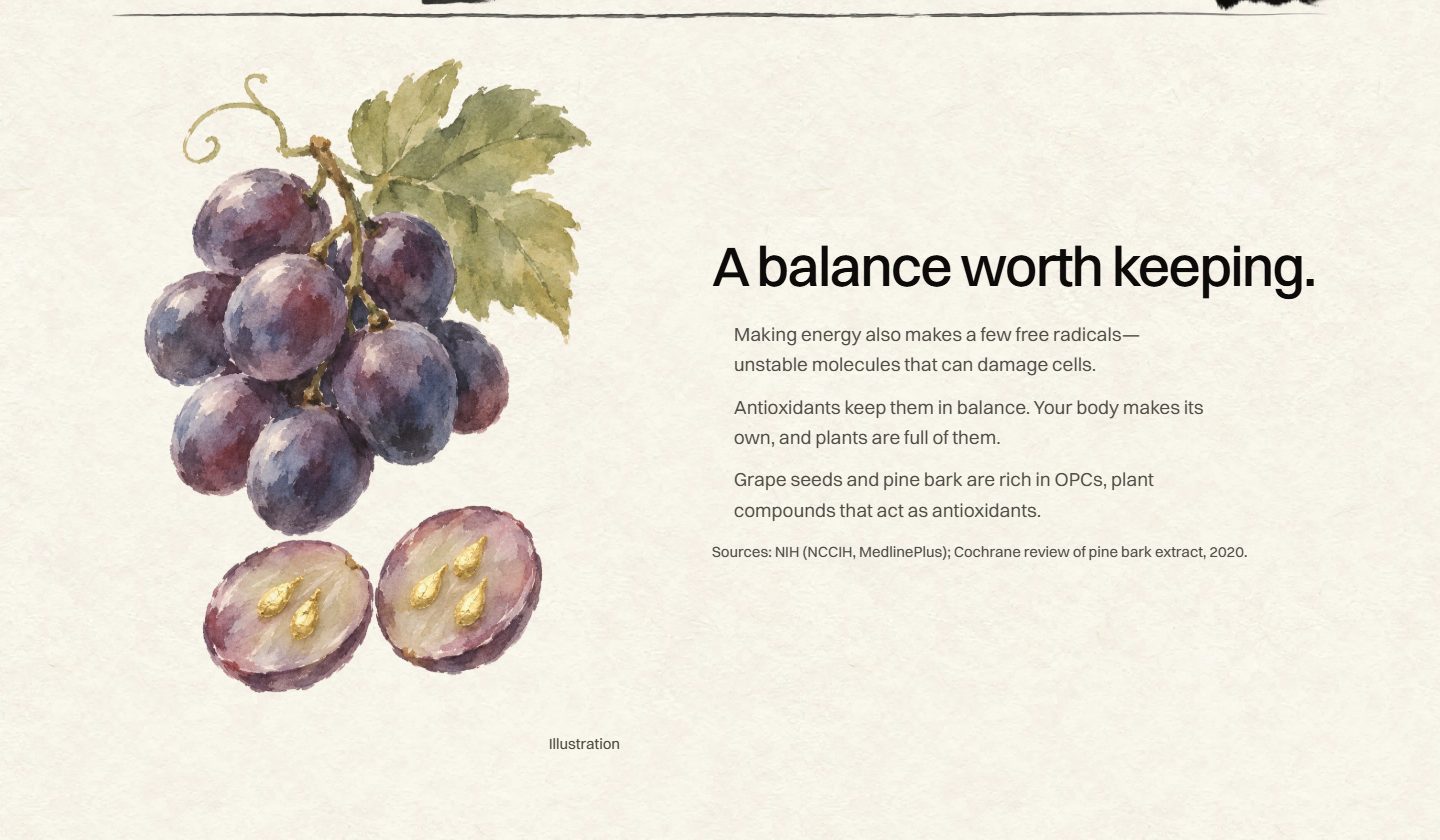 A balance worth keeping.
Making energy also makes a few free radicals—
unstable molecules that can damage cells.
Antioxidants keep them in balance. Your body makes its
own, and plants are full of them.
Grape seeds and pine bark are rich in OPCs, plant
compounds that act as antioxidants.
Sources: NIH (NCCIH, MedlinePlus); Cochrane review of pine bark extract, 2020.
Illustration